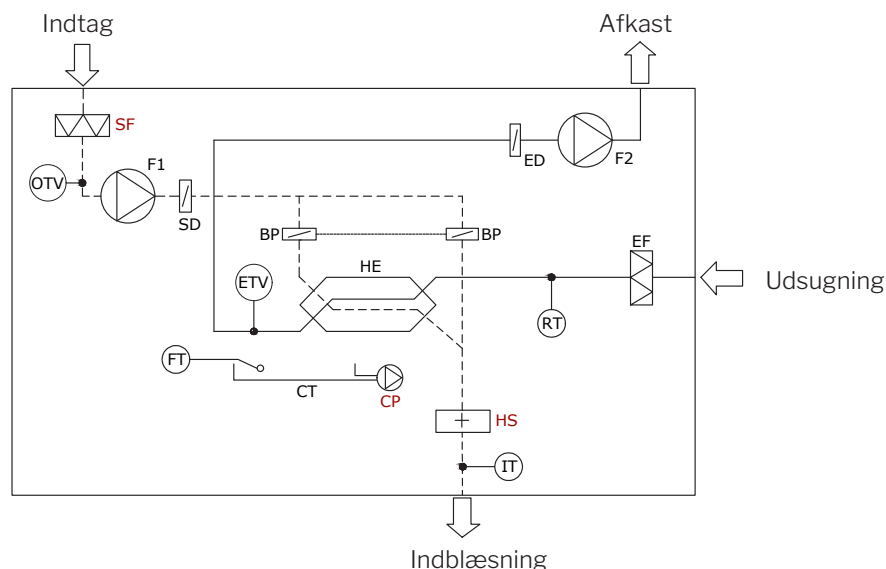 Indtag
Afkast
SF
F1
OTV
SD
ED
F2
BP
BP
EF
HE
ETV
Udsugning
RT
FT
CT
CP
HS
IT
Indblæsning